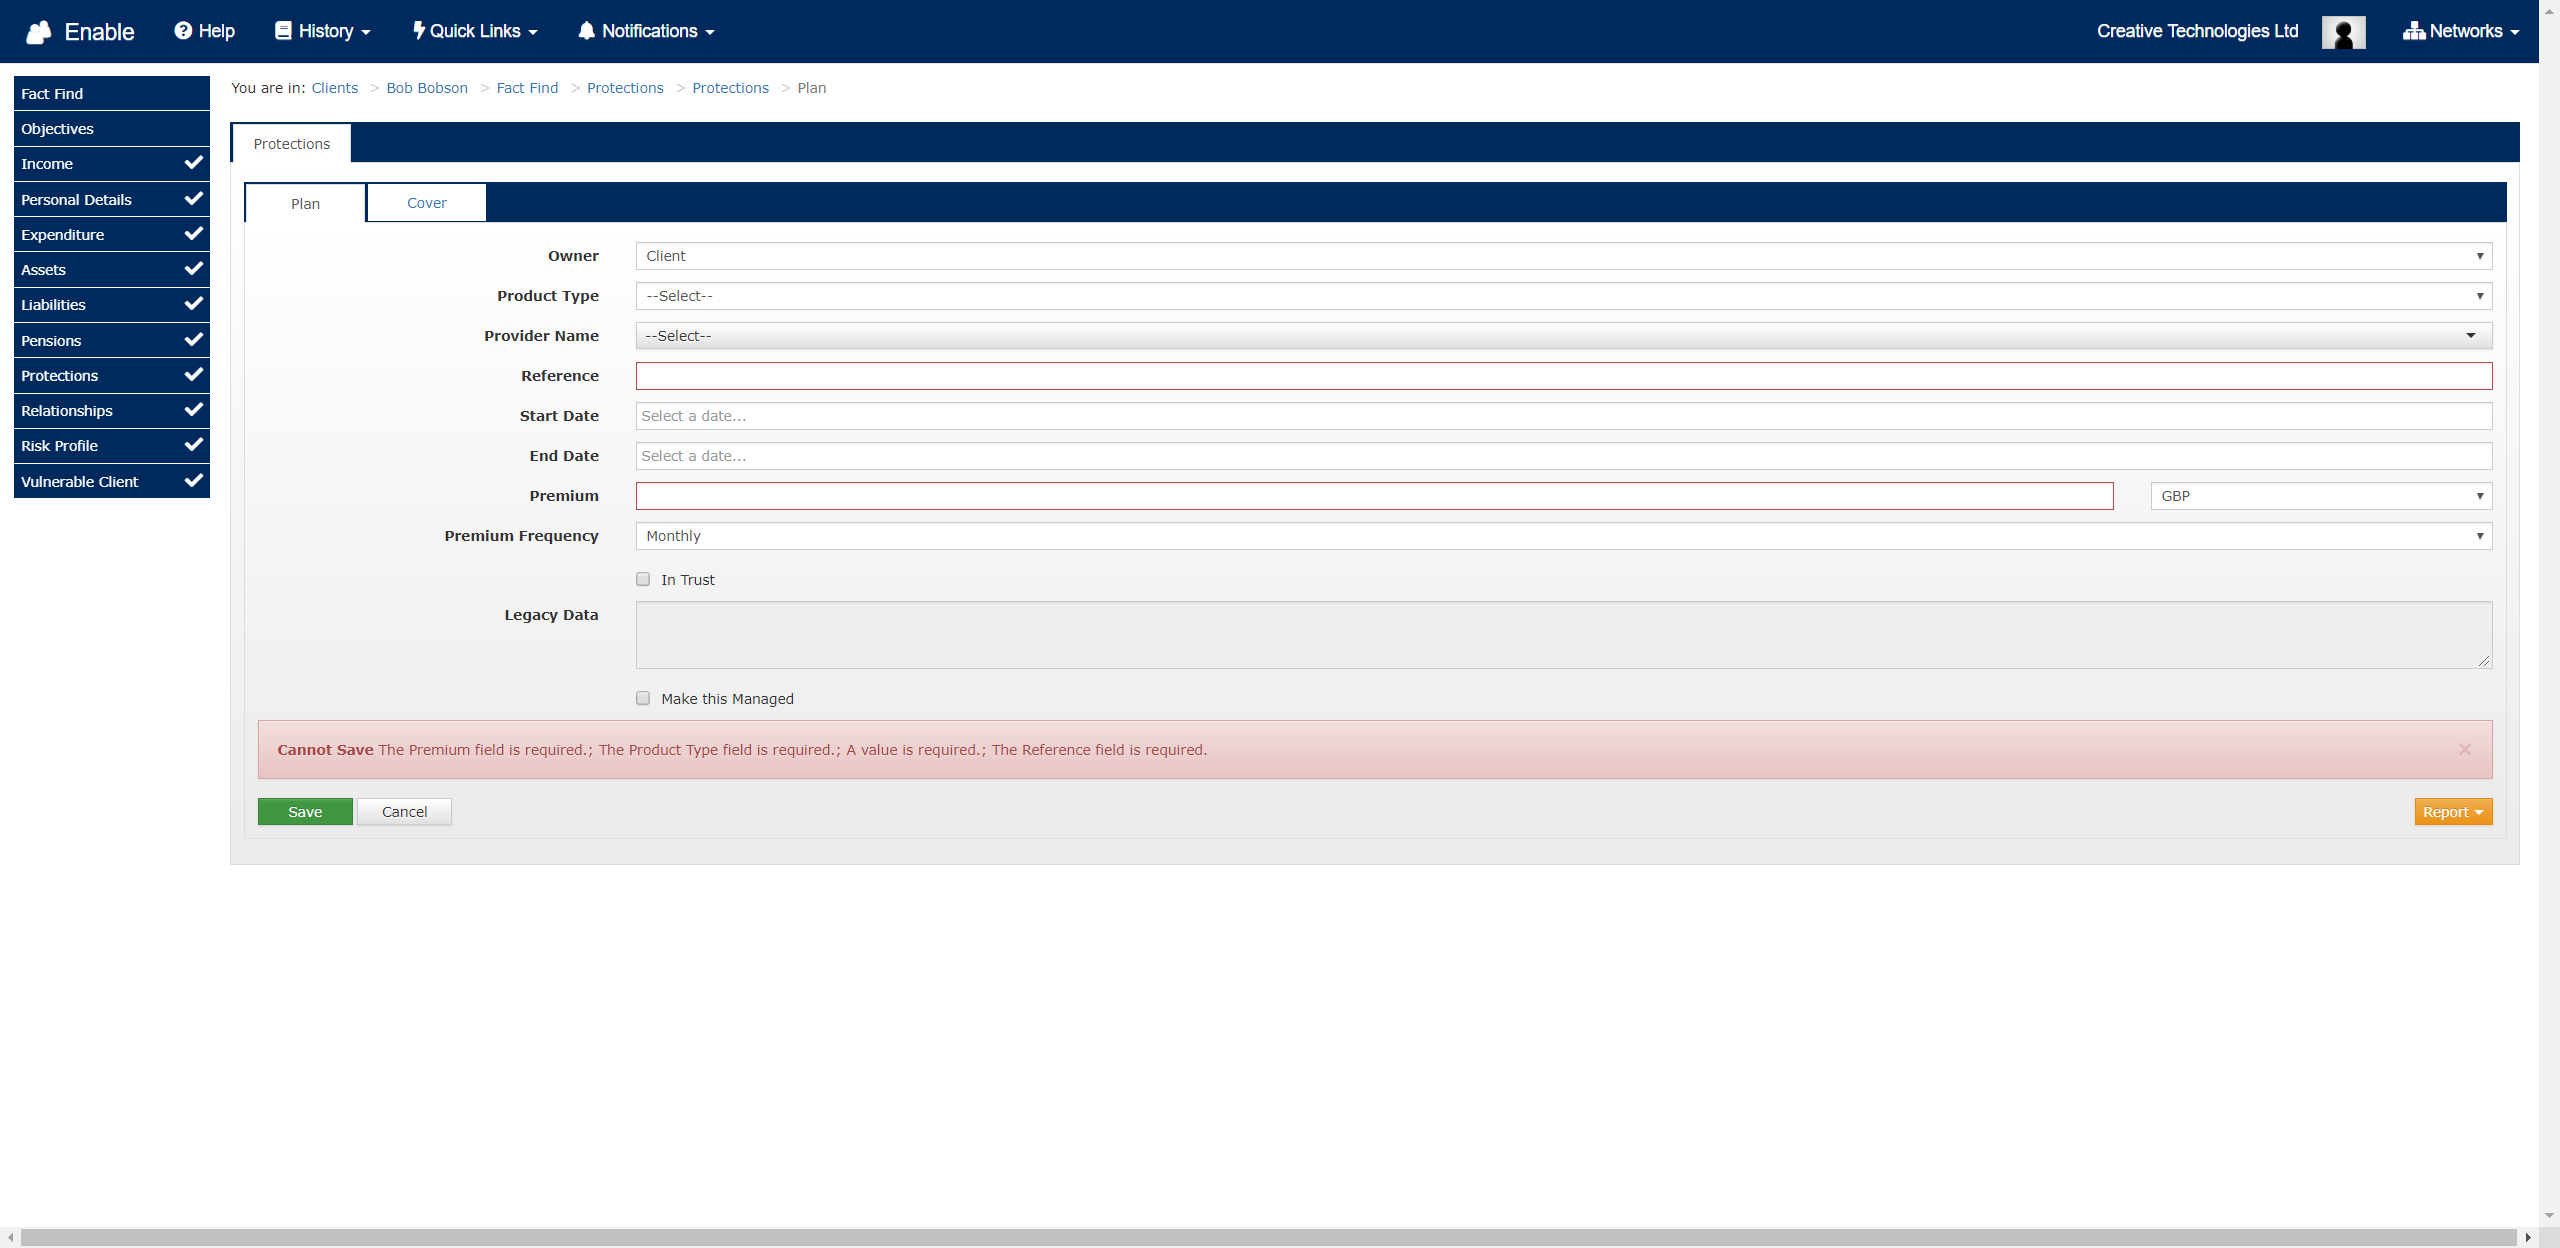 Enable Help History Quick Links Notifications Creative Technologies Ltd Networks
You are in: Clients > Bob Bobson > Fact Find > Protections > Protections > Plan
Fact Find
Objectives
Income
Personal Details
Expenditure
Assets
Liabilities
Pensions
Protections
Relationships
Risk Profile
Vulnerable Client
Protections
Plan Cover
Owner Client
Product Type --Select--
Provider Name --Select--
Reference
Start Date Select a date...
End Date Select a date...
Premium GBP
Premium Frequency Monthly
In Trust
Legacy Data
Make this Managed
Cannot Save The Premium field is required.; The Product Type field is required.; A value is required.; The Reference field is required. ×
Save Cancel Report